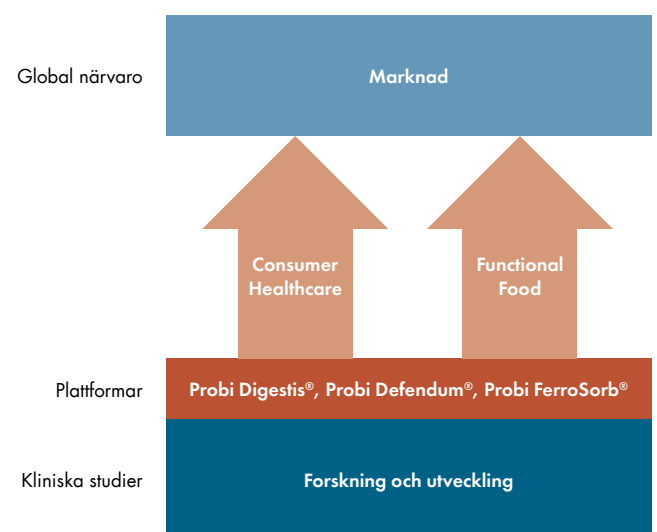 Global närvaro
Marknad
Consumer
Healthcare
Functional
Food
Plattformar
Probi Digestis®, Probi Defendum®, Probi FerroSorb®
Kliniska studier
Forskning och utveckling